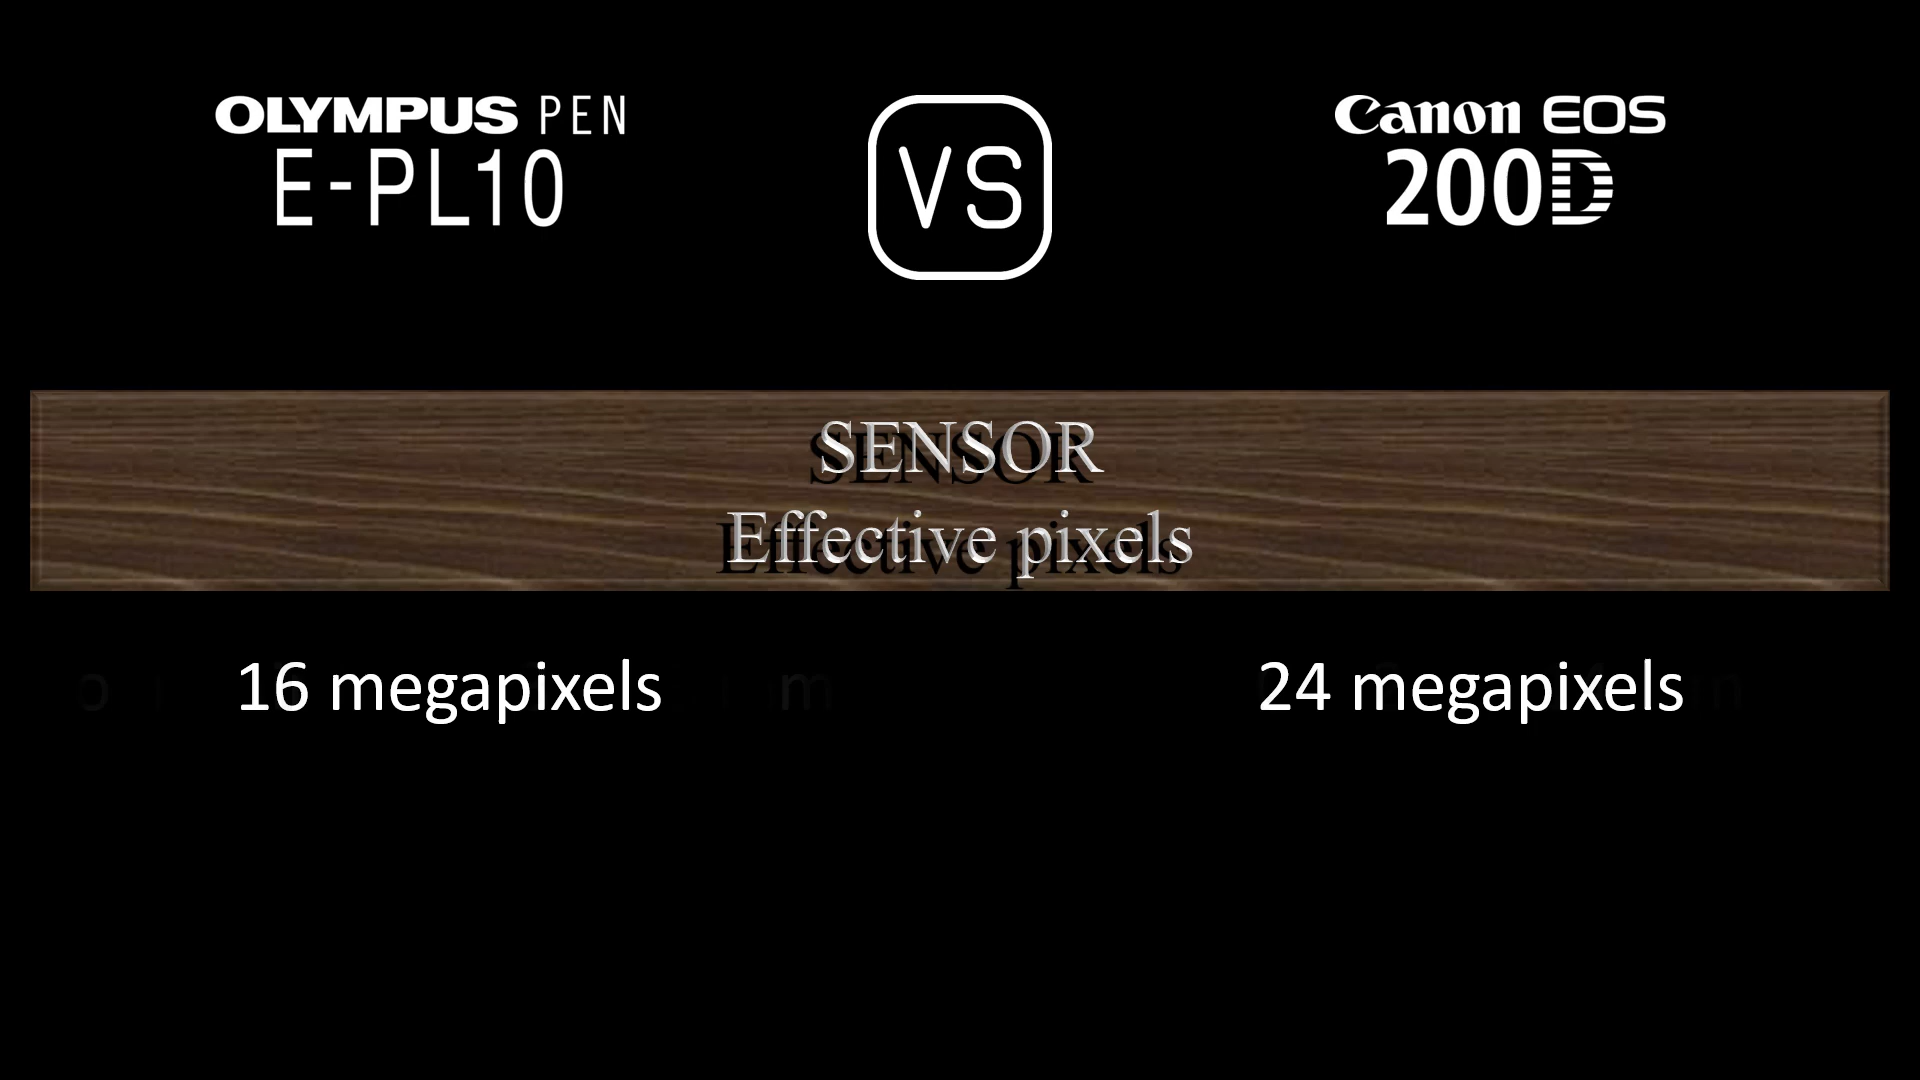 OLYMPUS PEN
E-PL10
VS
Canon EOS
200D
SENSOR
Effective pixels
16 megapixels
24 megapixels